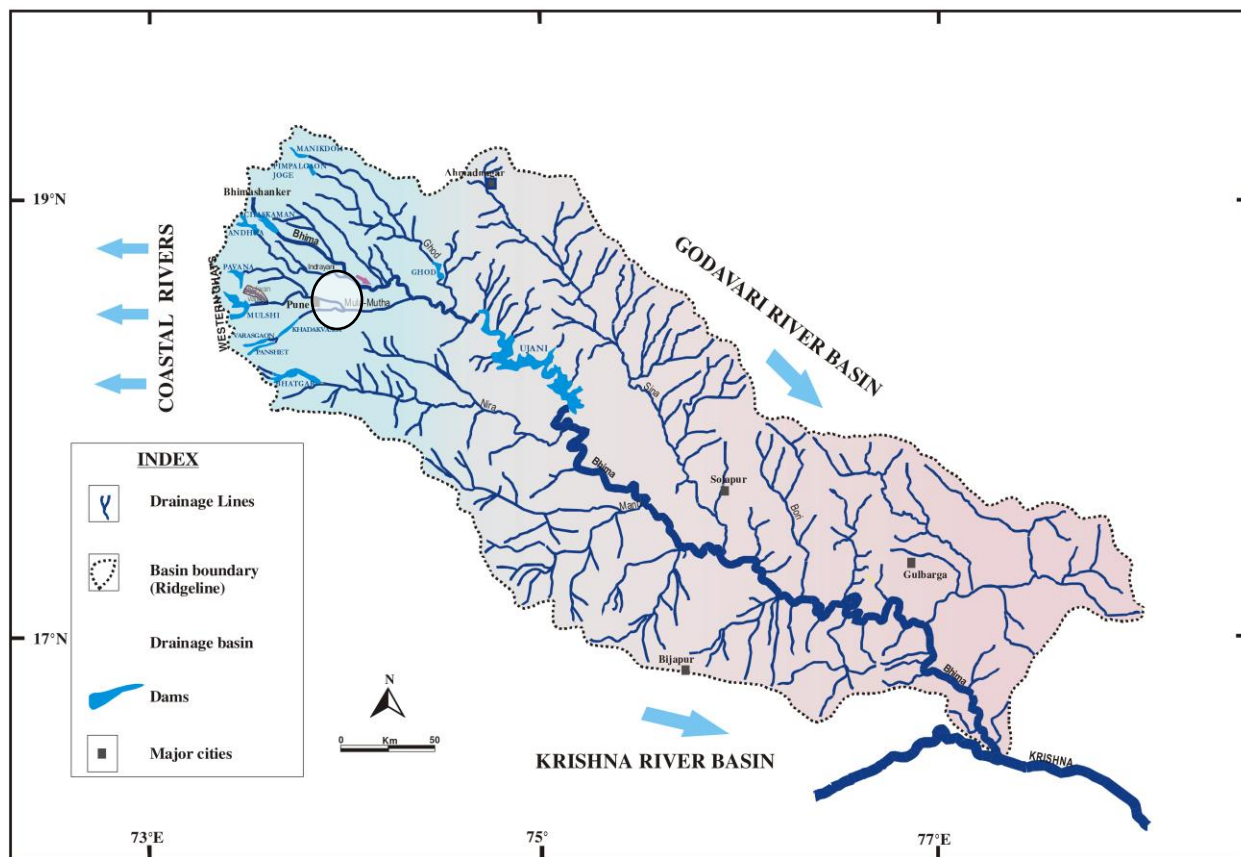 MANIKDOH
PIMPALGAON
JOGE
Ahmadnagar
19°N
Bhimashanker
CHASKAMAN
ANDHRA
Bhima
Ghod
GHOD
Indrayani
PAVANA
Pune
Mula-Mutha
MULSHI
KHADAKVASLA
VARASGAON
PANSHET
WESTERN GHATS
COASTAL RIVERS
GODAVARI RIVER BASIN
UJANI
BHATGAR
Nira
Sina
Bhima
Solapur
Man
Bori
Gulbarga
17°N
Bijapur
Bhima
INDEX
Drainage Lines
Basin boundary
(Ridgeline)
Drainage basin
Dams
Major cities
N
0 Km 50
KRISHNA RIVER BASIN
KRISHNA
73°E
75°
77°E